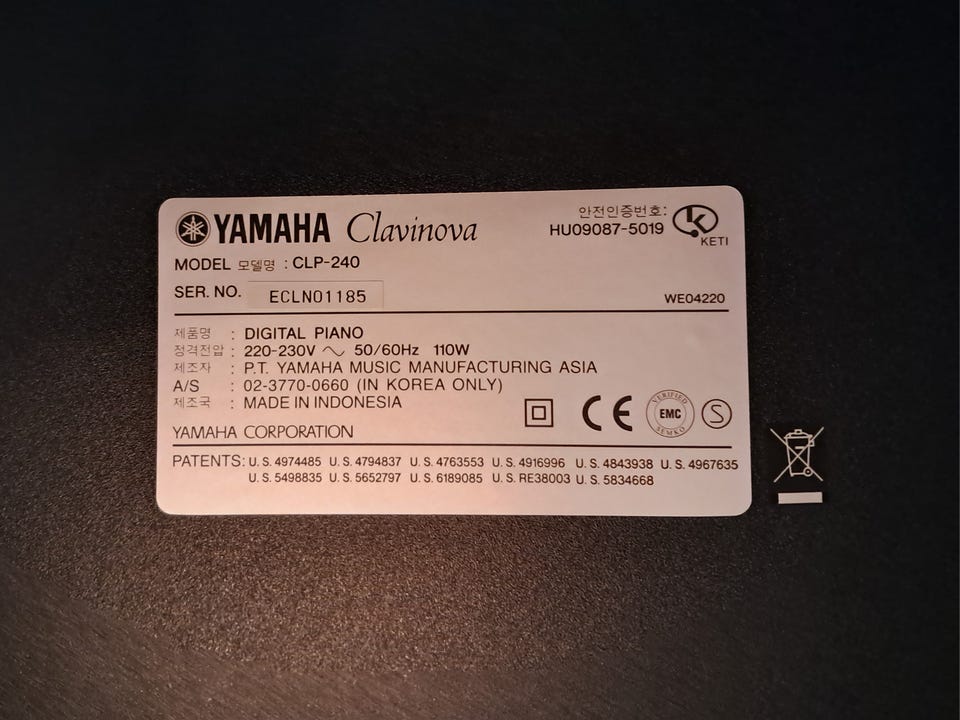 YAMAHA Clavinova
안전인증번호:
HU09087-5019
KETI
MODEL 모델명 : CLP-240
SER. NO. ECLN01185
WE04220
제품명 : DIGITAL PIANO
정격전압 : 220-230V ~ 50/60Hz 110W
제조자 : P.T. YAMAHA MUSIC MANUFACTURING ASIA
A/S : 02-3770-0660 (IN KOREA ONLY)
제조국 : MADE IN INDONESIA
CE
VERIFIED
EMC
SEMKO
S
YAMAHA CORPORATION
PATENTS: U. S. 4974485 U. S. 4794837 U. S. 4763553 U. S. 4916996 U. S. 4843938 U. S. 4967635
U. S. 5498835 U. S. 5652797 U. S. 6189085 U. S. RE38003 U. S. 5834668